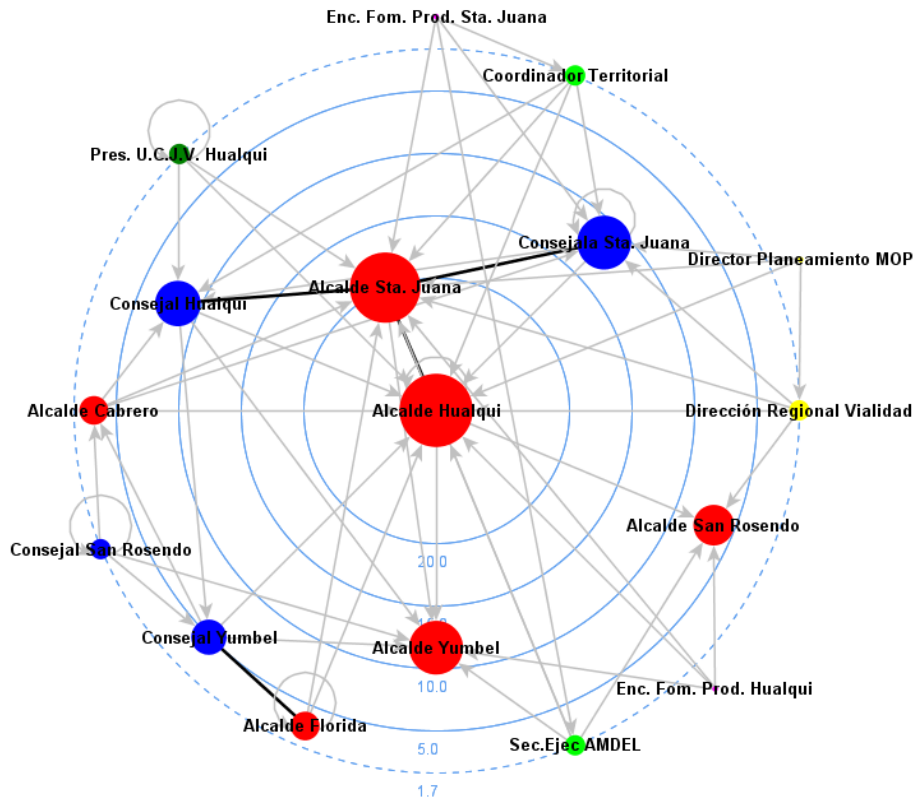 Enc. Fom. Prod. Sta. Juana
Coordinador Territorial
Pres. U.C.J.V. Hualqui
Consejala Sta. Juana
Director Planeamiento MOP
Alcalde Sta. Juana
Consejal Hualqui
Alcalde Cabrero
Alcalde Hualqui
Dirección Regional Vialidad
Alcalde San Rosendo
Consejal San Rosendo
20.0
Consejal Yumbel
Alcalde Yumbel
10.0
Enc. Fom. Prod. Hualqui
Alcalde Florida
Sec.Ejec AMDEL
5.0
1.7